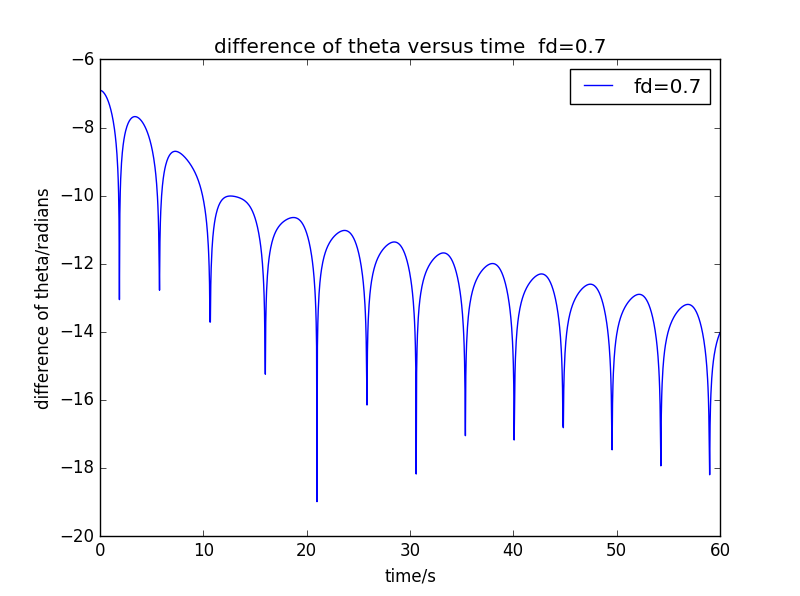 difference of theta versus time  fd=0.7
fd=0.7
−6
−8
−10
−12
−14
−16
−18
−20
difference of theta/radians
0 10 20 30 40 50 60
time/s